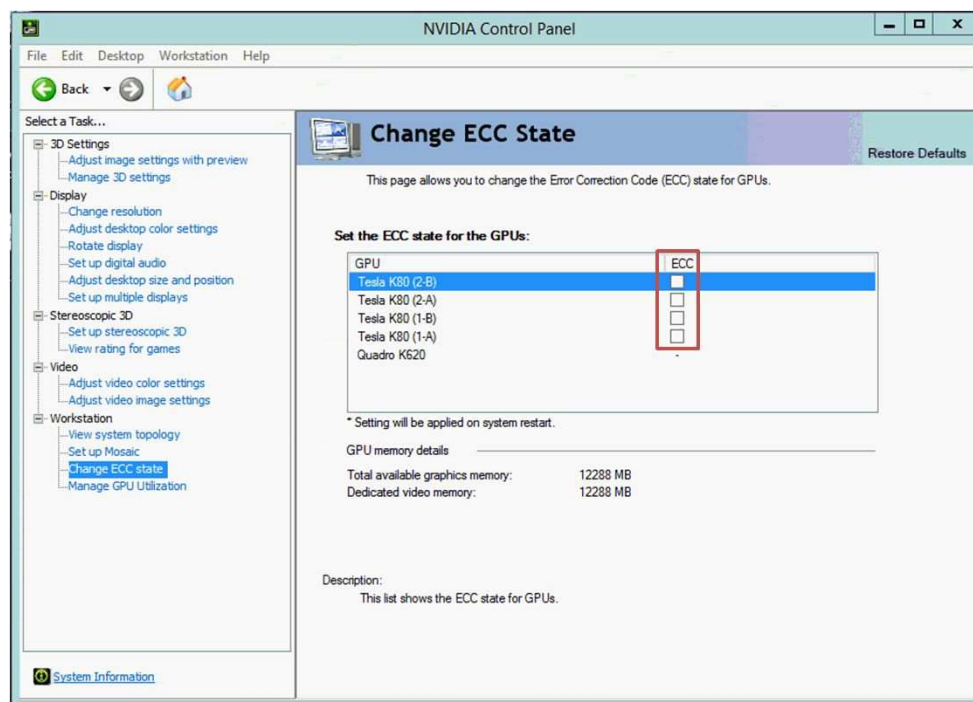 NVIDIA Control Panel
File Edit Desktop Workstation Help
Back
Select a Task...
3D Settings
Adjust image settings with preview
Manage 3D settings
Display
Change resolution
Adjust desktop color settings
Rotate display
Set up digital audio
Adjust desktop size and position
Set up multiple displays
Stereoscopic 3D
Set up stereoscopic 3D
View rating for games
Video
Adjust video color settings
Adjust video image settings
Workstation
View system topology
Set up Mosaic
Change ECC state
Manage GPU Utilization
System Information
Change ECC State
Restore Defaults
This page allows you to change the Error Correction Code (ECC) state for GPUs.
Set the ECC state for the GPUs:
GPU ECC
Tesla K80 (2-B)
Tesla K80 (2-A)
Tesla K80 (1-B)
Tesla K80 (1-A)
Quadro K620 -
* Setting will be applied on system restart.
GPU memory details
Total available graphics memory: 12288 MB
Dedicated video memory: 12288 MB
Description:
This list shows the ECC state for GPUs.